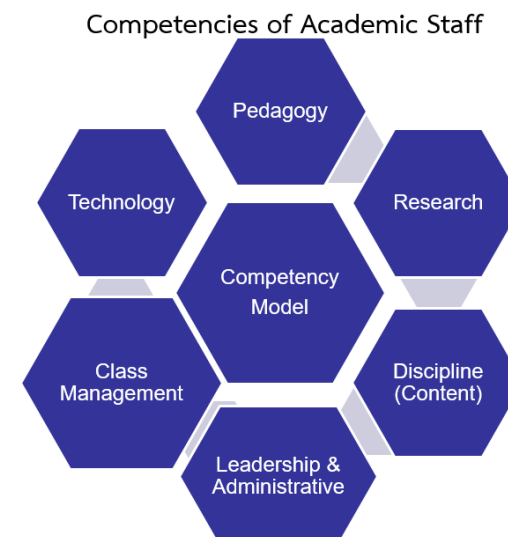 Competencies of Academic Staff
Pedagogy
Technology
Research
Competency
Model
Class
Management
Discipline
(Content)
Leadership &
Administrative